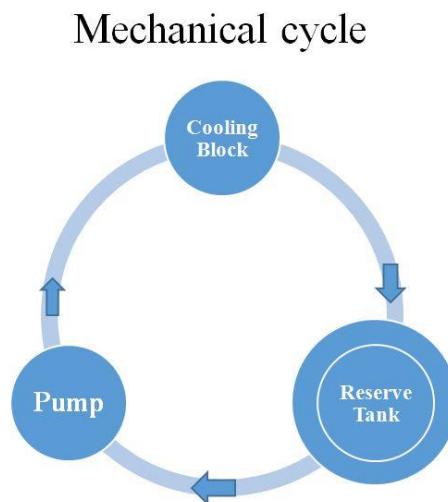 Mechanical cycle
Cooling
Block
Pump
Reserve
Tank